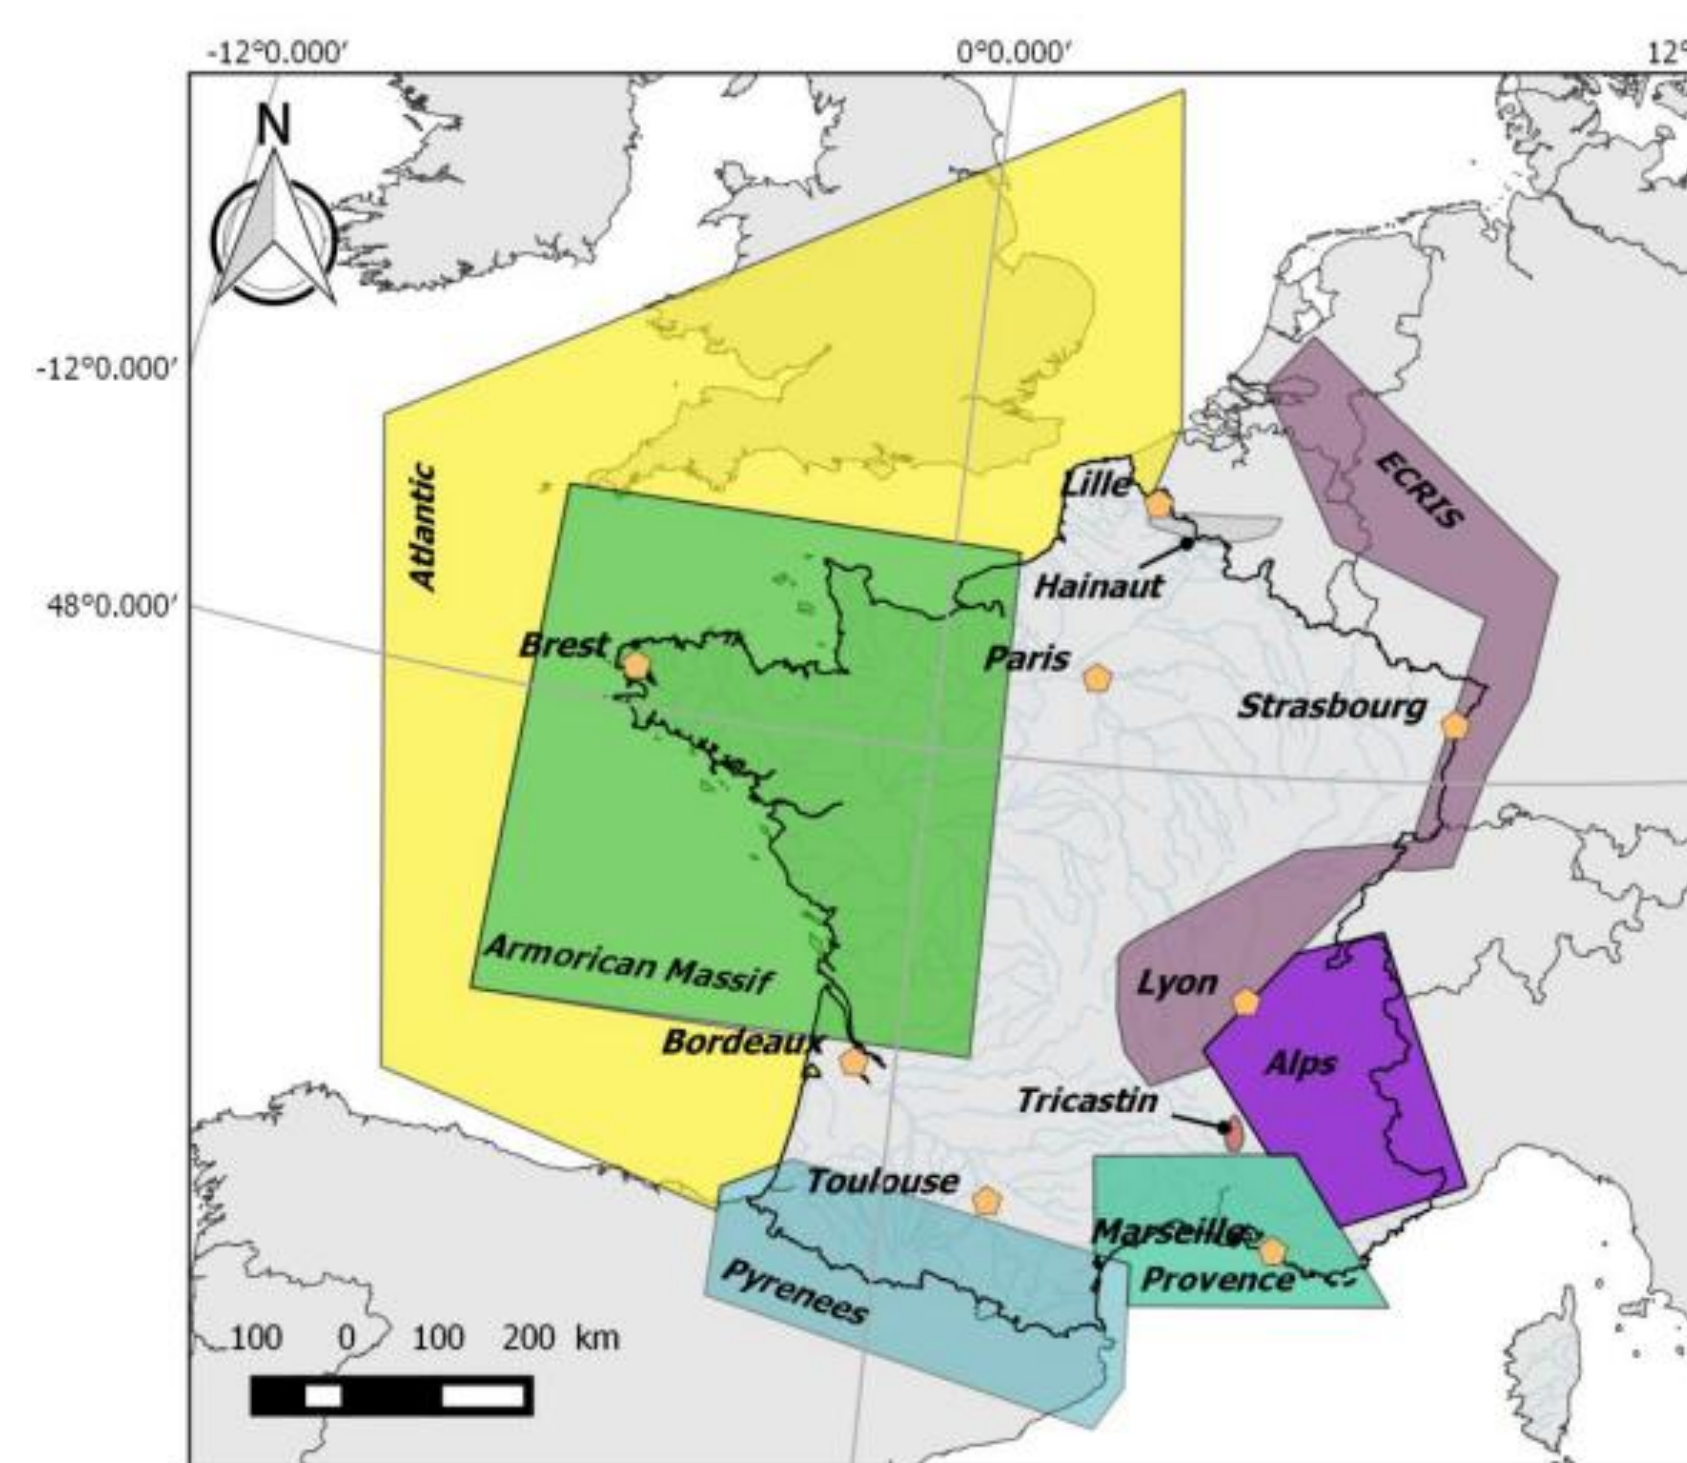 -12°0.000′
0°0.000′
12°
N
-12°0.000′
48°0.000′
Atlantic
Lille
ECRIS
Hainaut
Brest
Paris
Strasbourg
Armorican Massif
Lyon
Bordeaux
Alps
Tricastin
Toulouse
Marseille
Provence
Pyrenees
100 0 100 200 km